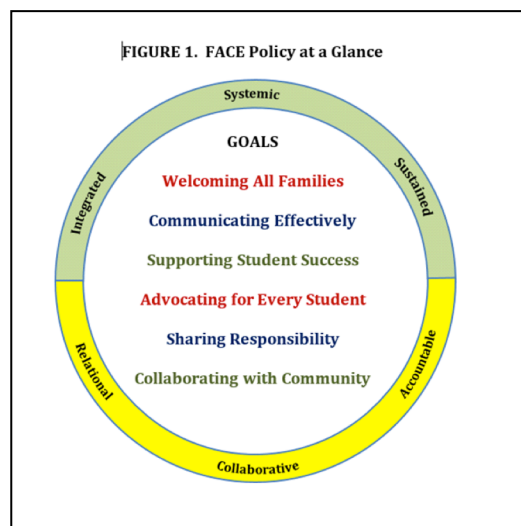 FIGURE 1. FACE Policy at a Glance
Systemic
Integrated
Sustained
GOALS
Welcoming All Families
Communicating Effectively
Supporting Student Success
Advocating for Every Student
Sharing Responsibility
Collaborating with Community
Relational
Accountable
Collaborative